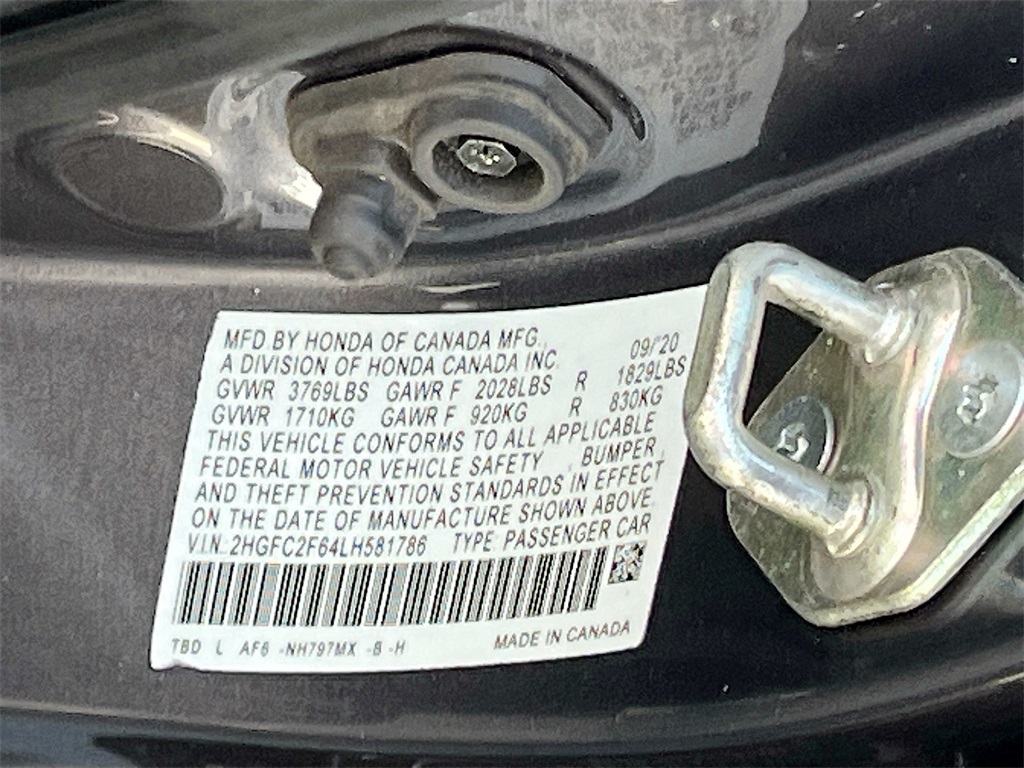 MFD BY HONDA OF CANADA MFG., 09/'20
A DIVISION OF HONDA CANADA INC.
GVWR 3769LBS GAWR F 2028LBS R 1829LBS
GVWR 1710KG GAWR F 920KG R 830KG
THIS VEHICLE CONFORMS TO ALL APPLICABLE
FEDERAL MOTOR VEHICLE SAFETY , BUMPER,
AND THEFT PREVENTION STANDARDS IN EFFECT
ON THE DATE OF MANUFACTURE SHOWN ABOVE.
V.I.N.: 2HGFC2F64LH581786 TYPE: PASSENGER CAR
TBD L AF6 -NH797MX -B -H MADE IN CANADA